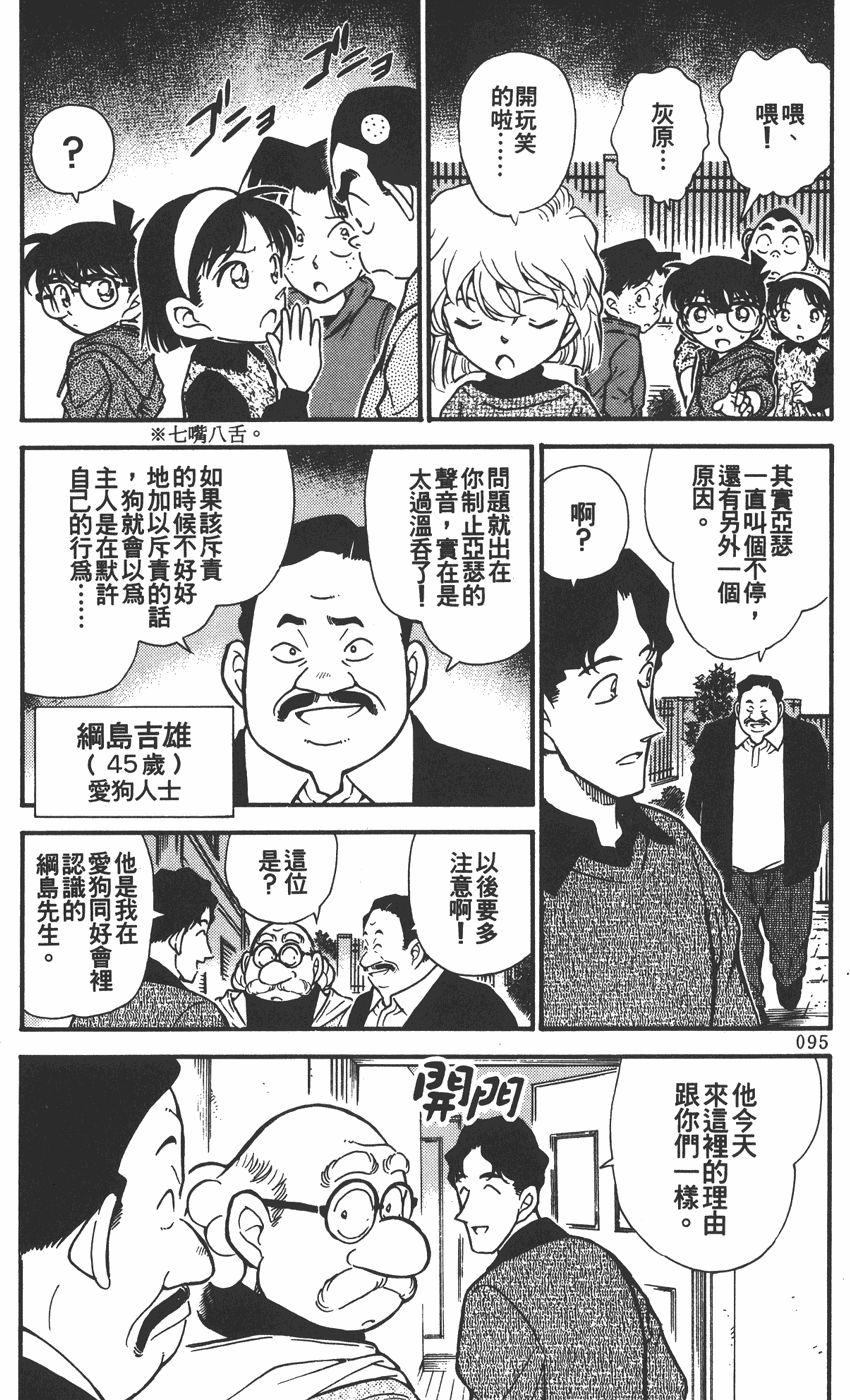 喂、
喂!
灰原…
開玩笑
的啦……
ゴニョ
ゴニョ
ゴニョ
?
※七嘴八舌。
其實亞瑟
一直叫個不停,
還有另外一個
原因。
啊?
問題就出在
你制止亞瑟的
聲音,實在是
太過溫吞了!
如果該斥責
的時候不好好
地加以斥責的話
,狗就會以為
主人是在默許
自己的行為……
綱島吉雄
(45歲)
愛狗人士
以後要多
注意啊!
這位
是?
他是我在
愛狗同好會裡
認識的
綱島先生。
095
他今天
來這裡的理由
跟你們一樣。
開門